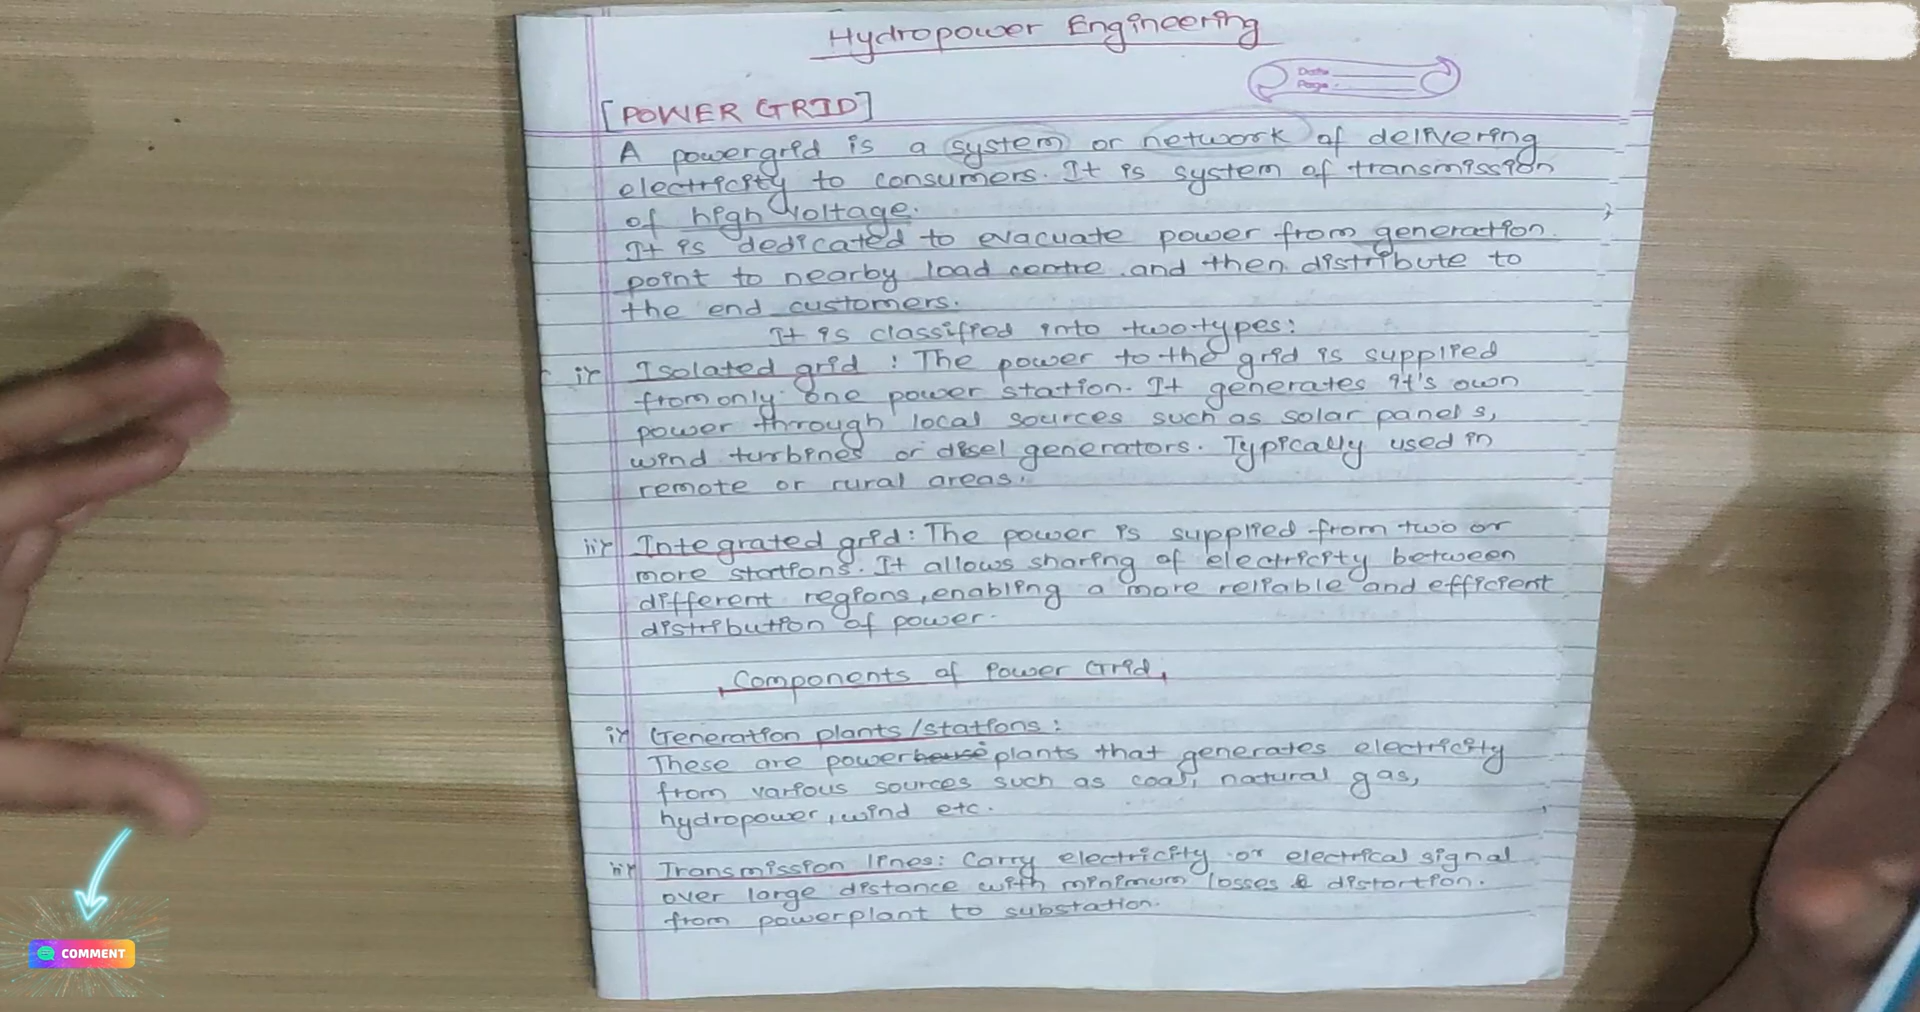 Hydropower Engineering
Date
Page
[POWER GRID]
A powergrid is a system or network of delivering
electricity to consumers. It is system of transmission
of high voltage.
It is dedicated to evacuate power from generation
point to nearby load centre and then distribute to
the end customers.
It is classified into two types:
i) Isolated grid : The power to the grid is supplied
from only one power station. It generates it's own
power through local sources such as solar panels,
wind turbines or disel generators. Typically used in
remote or rural areas.
ii) Integrated grid: The power is supplied from two or
more stations. It allows sharing of electricity between
different regions, enabling a more reliable and efficient
distribution of power.
Components of Power Grid
i) Generation plants/stations :
These are powerhouse plants that generates electricity
from various sources such as coal, natural gas,
hydropower, wind etc.
ii) Transmission lines: Carry electricity or electrical signal
over large distance with minimum losses & distortion.
from powerplant to substation.
COMMENT